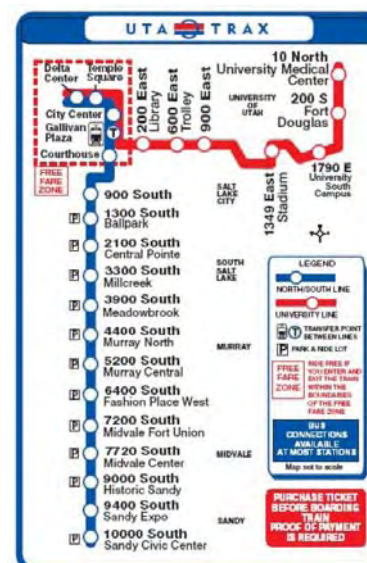 UTA TRAX
Delta
Center
Temple
Square
City Center
Gallivan
Plaza
T
Courthouse
FREE
FARE
ZONE
200 East
Library
600 East
Trolley
900 East
10 North
University Medical
Center
UNIVERSITY
OF
UTAH
200 S
Fort
Douglas
1349 East
Stadium
1790 E
University
South
Campus
900 South
SALT
LAKE
CITY
P 1300 South
Ballpark
P 2100 South
Central Pointe
P 3300 South
Millcreek
SOUTH
SALT
LAKE
P 3900 South
Meadowbrook
P 4400 South
Murray North
P 5200 South
Murray Central
MURRAY
P 6400 South
Fashion Place West
P 7200 South
Midvale Fort Union
P 7720 South
Midvale Center
MIDVALE
P 9000 South
Historic Sandy
9400 South
Sandy Expo
SANDY
P 10000 South
Sandy Civic Center
LEGEND
NORTH/SOUTH LINE
UNIVERSITY LINE
T TRANSFER POINT
BETWEEN LINES
P PARK & RIDE LOT
FREE
FARE
ZONE
RIDE FREE IF
YOU ENTER AND
EXIT THE TRAIN
WITHIN THE
BOUNDARIES
OF THE FREE
FARE ZONE
BUS
CONNECTIONS
AVAILABLE
AT MOST STATIONS
Map not to scale
PURCHASE TICKET
BEFORE BOARDING
TRAIN
PROOF OF PAYMENT
IS REQUIRED